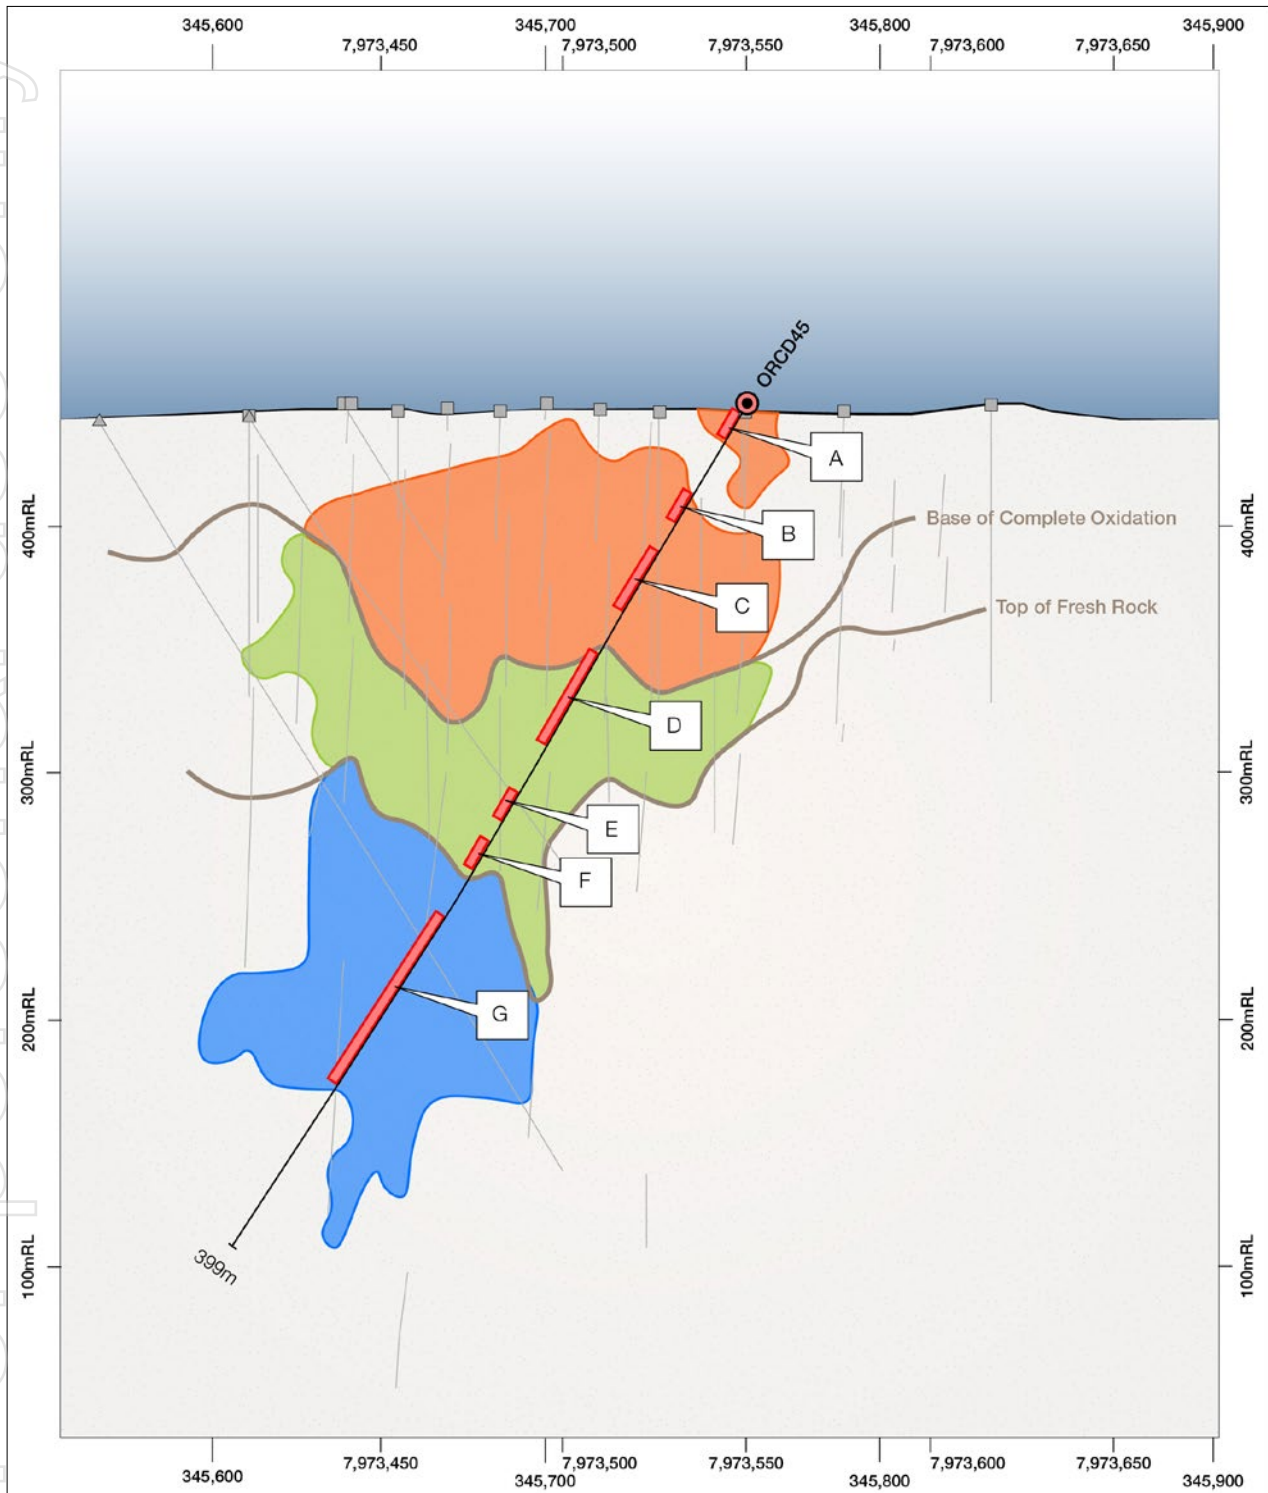 345,600
345,700
345,800
345,900
7,973,450
7,973,500
7,973,550
7,973,600
7,973,650
ORCD45
A
B
C
D
E
F
G
Base of Complete Oxidation
Top of Fresh Rock
400mRL
400mRL
300mRL
300mRL
200mRL
200mRL
100mRL
100mRL
399m
7,973,450
7,973,500
7,973,550
7,973,600
7,973,650
345,600
345,700
345,800
345,900